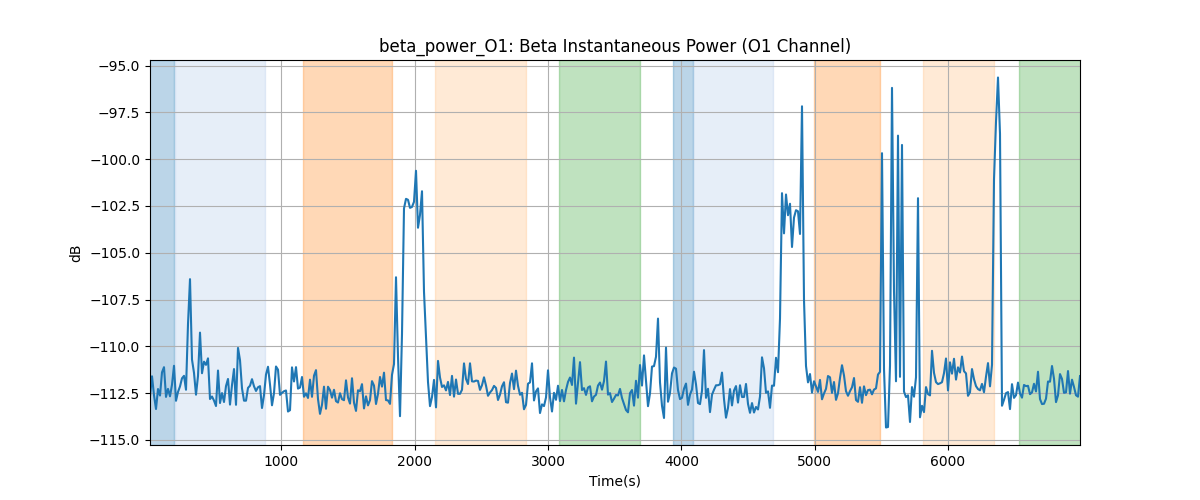 beta_power_O1: Beta Instantaneous Power (O1 Channel)
−95.0
−97.5
−100.0
−102.5
−105.0
−107.5
−110.0
−112.5
−115.0
dB
1000 2000 3000 4000 5000 6000
Time(s)